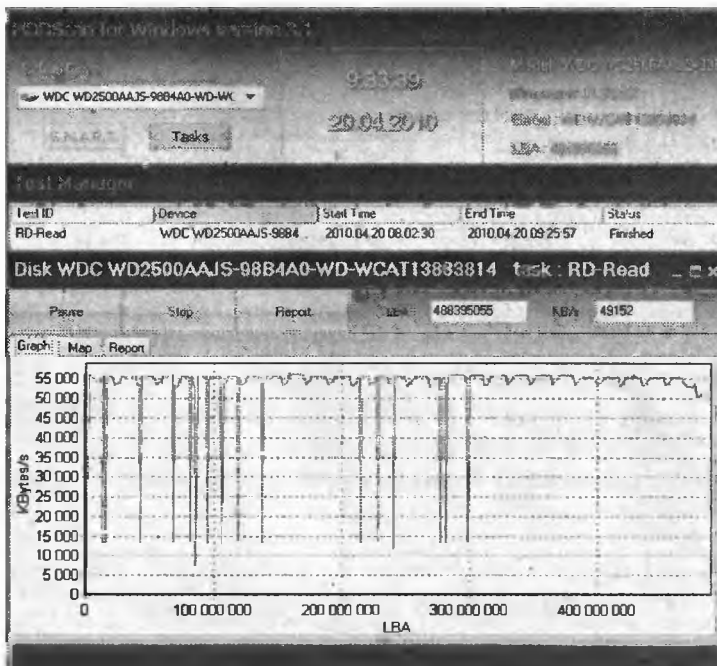 HDDScan for Windows version 3.1
WDC WD2500AAJS-98B4A0-WD-WC
9:33:39
20.04.2010
S.M.A.R.T.
Tasks
Test Manager
Test ID Device Start Time End Time Status
RD-Read WDC WD2500AAJS-98B4... 2010.04.20 08:02:30 2010.04.20 09:25:57 Finished
Disk WDC WD2500AAJS-98B4A0-WD-WCAT13883814 task : RD-Read
Pause Stop Report 488395055 KB/s 49152
Graph Map Report
KBytes/s
55 000
50 000
45 000
40 000
35 000
30 000
25 000
20 000
15 000
10 000
5 000
0
0 100 000 000 200 000 000 300 000 000 400 000 000
LBA